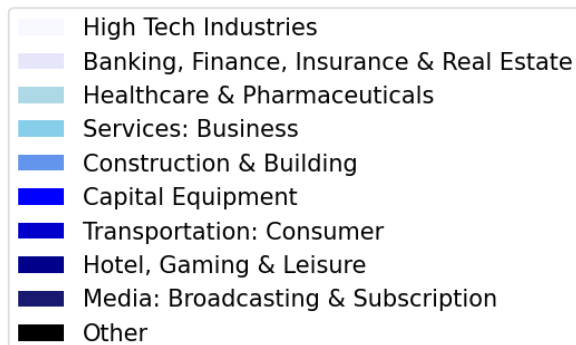 High Tech Industries
Banking, Finance, Insurance & Real Estate
Healthcare & Pharmaceuticals
Services: Business
Construction & Building
Capital Equipment
Transportation: Consumer
Hotel, Gaming & Leisure
Media: Broadcasting & Subscription
Other